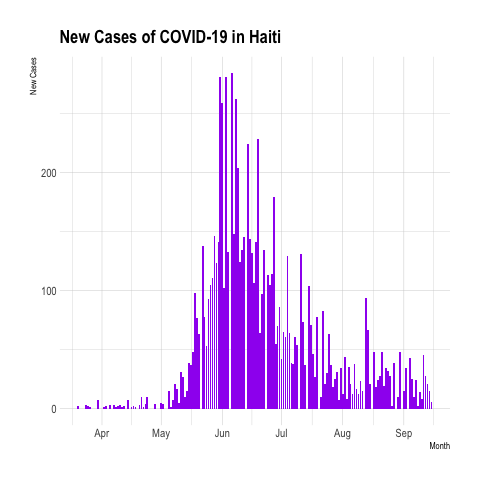 New Cases of COVID-19 in Haiti
New Cases
200
100
0
Apr May Jun Jul Aug Sep
Month